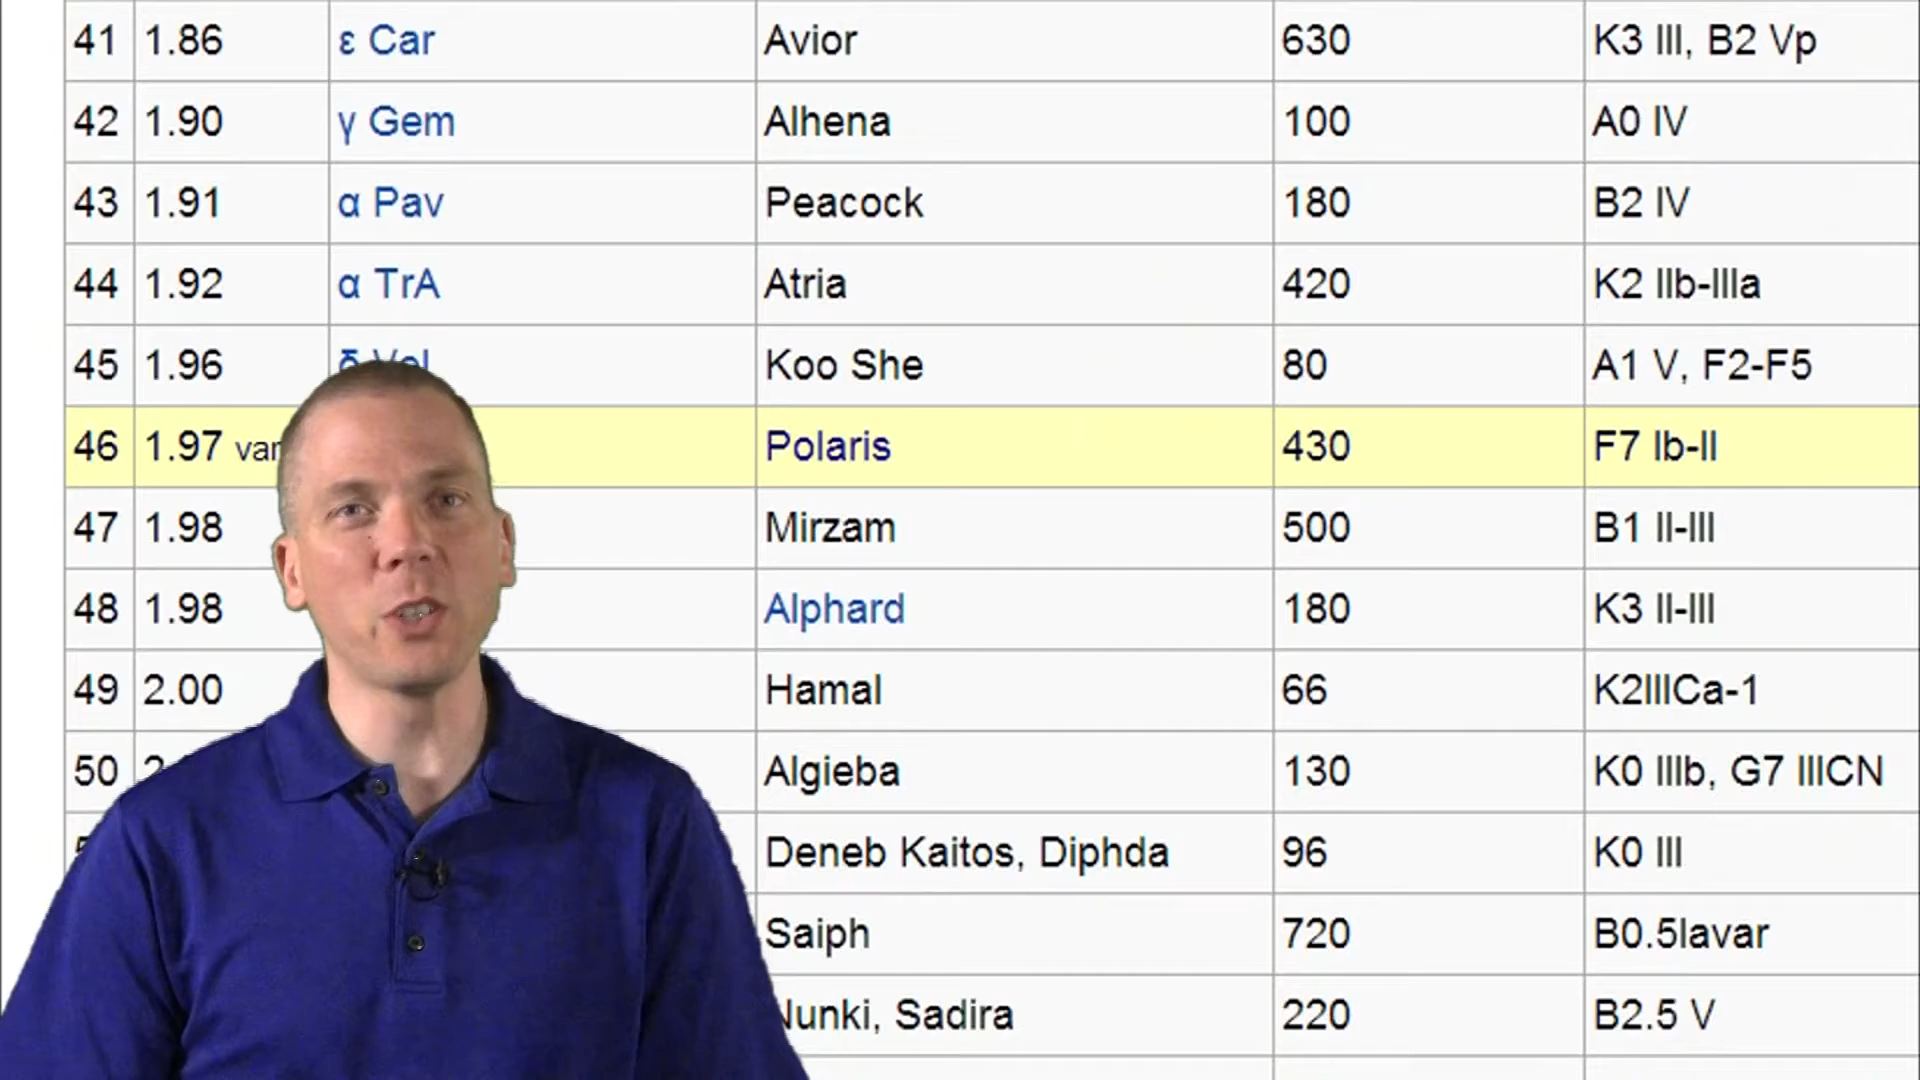 41 1.86 ε Car Avior 630 K3 III, B2 Vp
42 1.90 γ Gem Alhena 100 A0 IV
43 1.91 α Pav Peacock 180 B2 IV
44 1.92 α TrA Atria 420 K2 IIb-IIIa
45 1.96 Koo She 80 A1 V, F2-F5
46 1.97 var Polaris 430 F7 Ib-II
47 1.98 Mirzam 500 B1 II-III
48 1.98 Alphard 180 K3 II-III
49 2.00 Hamal 66 K2IIICa-1
50 Algieba 130 K0 IIIb, G7 IIICN
Deneb Kaitos, Diphda 96 K0 III
Saiph 720 B0.5Iavar
Nunki, Sadira 220 B2.5 V